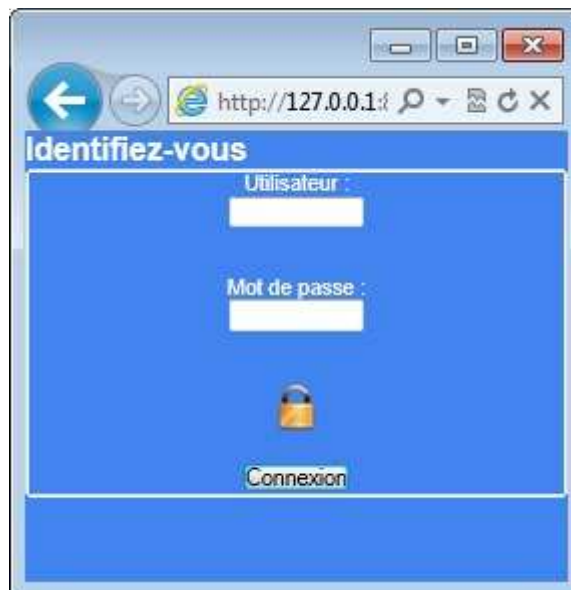 http://127.0.0.1:
Identifiez-vous
Utilisateur :
Mot de passe :
Connexion